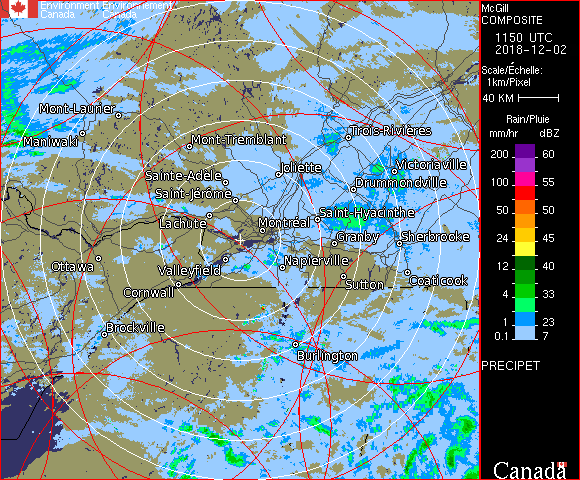 Environment Environnement
Canada Canada
Mont-Laurier
Maniwaki
Mont-Tremblant
Trois-Rivières
Sainte-Adèle
Joliette
Victoriaville
Saint-Jérôme
Drummondville
Lachute
Saint-Hyacinthe
Montréal
Granby
Sherbrooke
Ottawa
Valleyfield
Napierville
Cornwall
Sutton
Coaticook
Brockville
Burlington
McGill
COMPOSITE
1150 UTC
2018-12-02
Scale/Échelle:
1km/Pixel
40 KM
Rain/Pluie
mm/hr dBZ
200 60
100 55
50 50
24 45
12 40
4 33
1 23
0.1 7
PRECIPET
Canada